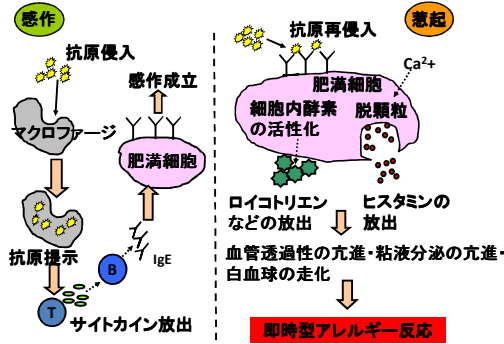 感作
抗原侵入
マクロファージ
抗原提示
T
サイトカイン放出
B
IgE
肥満細胞
感作成立
惹起
抗原再侵入
Ca²⁺
肥満細胞
細胞内酵素
の活性化
脱顆粒
ロイコトリエン
などの放出
ヒスタミンの
放出
血管透過性の亢進・粘液分泌の亢進・
白血球の走化
即時型アレルギー反応